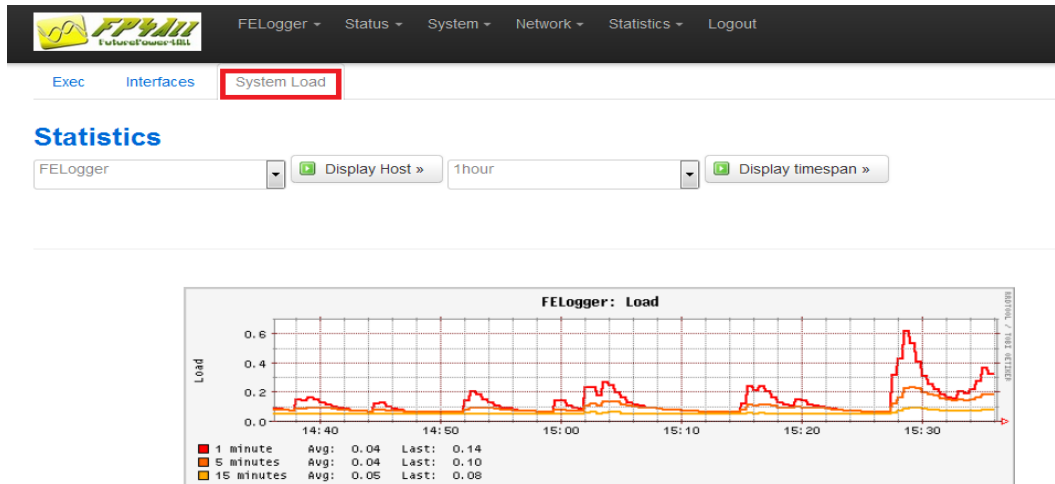 FP4All
FuturePower4All
FELogger Status System Network Statistics Logout
Exec Interfaces System Load
Statistics
FELogger Display Host » 1hour Display timespan »
FELogger: Load
RRDTOOL / TOBI OETIKER
Load
0.6
0.4
0.2
0.0
14:40 14:50 15:00 15:10 15:20 15:30
1 minute Avg: 0.04 Last: 0.14
5 minutes Avg: 0.04 Last: 0.10
15 minutes Avg: 0.05 Last: 0.08